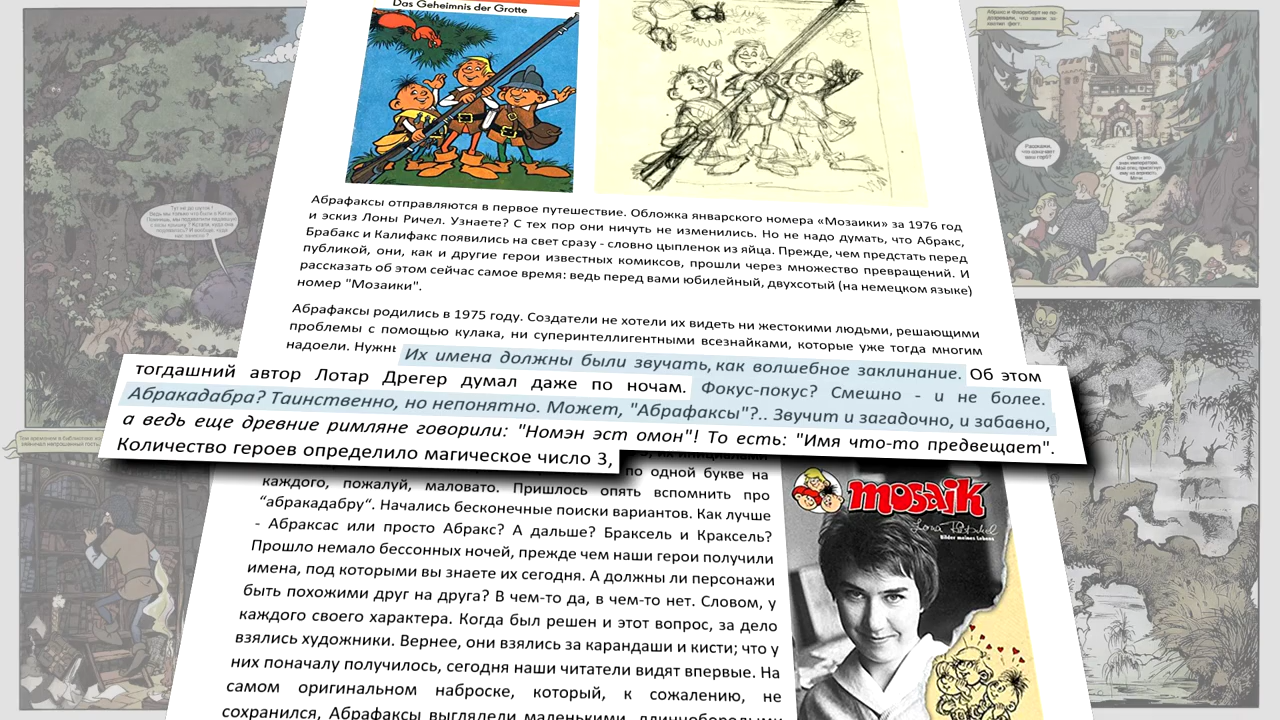 Das Geheimnis der Grotte
Абрафаксы отправляются в первое путешествие. Обложка январского номера «Мозаики» за 1976 год
и эскиз Лоны Ричел. Узнаете? С тех пор они ничуть не изменились. Но не надо думать, что Абракс,
Брабакс и Калифакс появились на свет сразу - словно цыпленок из яйца. Прежде, чем предстать перед
публикой, они, как и другие герои известных комиксов, прошли через множество превращений. И
рассказать об этом сейчас самое время: ведь перед вами юбилейный, двухсотый (на немецком языке)
номер "Мозаики".
Абрафаксы родились в 1975 году. Создатели не хотели их видеть ни жестокими людьми, решающими
проблемы с помощью кулака, ни суперинтеллигентными всезнайками, которые уже тогда многим
надоели.
Их имена должны были звучать, как волшебное заклинание. Об этом
тогдашний автор Лотар Дрегер думал даже по ночам. Фокус-покус? Смешно - и не более.
Абракадабра? Таинственно, но непонятно. Может, "Абрафаксы"?.. Звучит и загадочно, и забавно,
а ведь еще древние римляне говорили: "Номэн эст омон"! То есть: "Имя что-то предвещает".
Количество героев определило магическое число 3,
по одной букве на
каждого, пожалуй, маловато. Пришлось опять вспомнить про
“абракадабру“. Начались бесконечные поиски вариантов. Как лучше
- Абраксас или просто Абракс? А дальше? Браксель и Краксель?
Прошло немало бессонных ночей, прежде чем наши герои получили
имена, под которыми вы знаете их сегодня. А должны ли персонажи
быть похожими друг на друга? В чем-то да, в чем-то нет. Словом, у
каждого своего характера. Когда был решен и этот вопрос, за дело
взялись художники. Вернее, они взялись за карандаши и кисти; что у
них поначалу получилось, сегодня наши читатели видят впервые. На
самом оригинальном наброске, который, к сожалению, не
сохранился, Абрафаксы выглядели маленькими, длиннобородыми
mosaik
Bilder meines Lebens